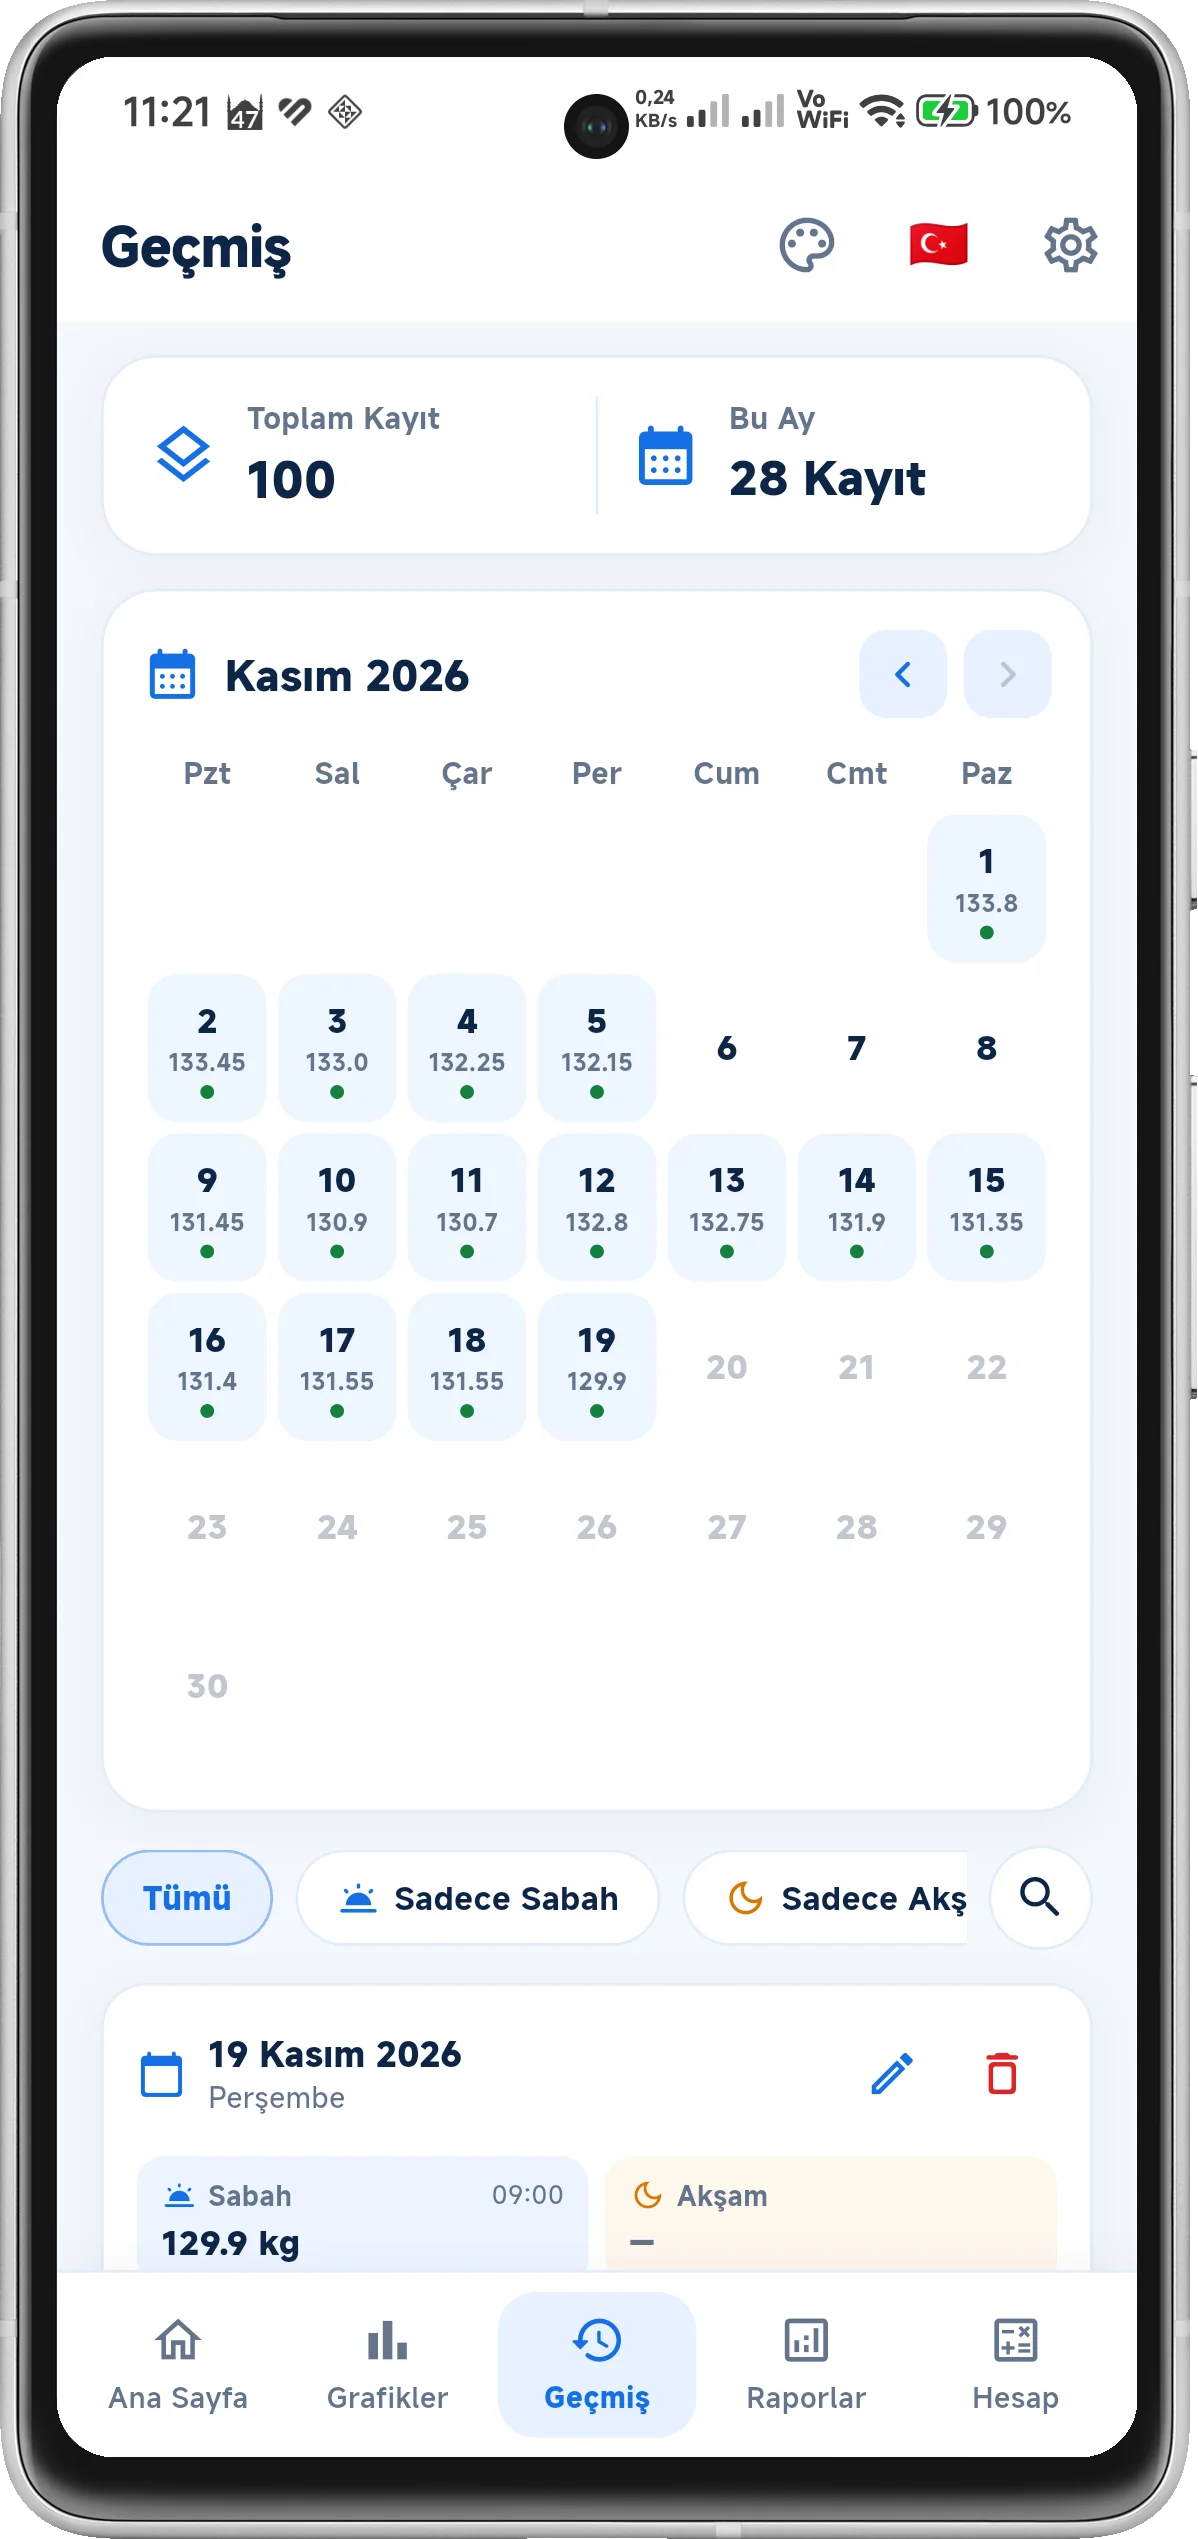 11:21 47 0,24 KB/s Vo WiFi 100%
Geçmiş
Toplam Kayıt Bu Ay
100 28 Kayıt
Kasım 2026
Pzt Sal Çar Per Cum Cmt Paz
1
133.8
2 3 4 5 6 7 8
133.45 133.0 132.25 132.15
9 10 11 12 13 14 15
131.45 130.9 130.7 132.8 132.75 131.9 131.35
16 17 18 19 20 21 22
131.4 131.55 131.55 129.9
23 24 25 26 27 28 29
30
Tümü Sadece Sabah Sadece Akş
19 Kasım 2026
Perşembe
Sabah 09:00 Akşam
129.9 kg –
Ana Sayfa Grafikler Geçmiş Raporlar Hesap